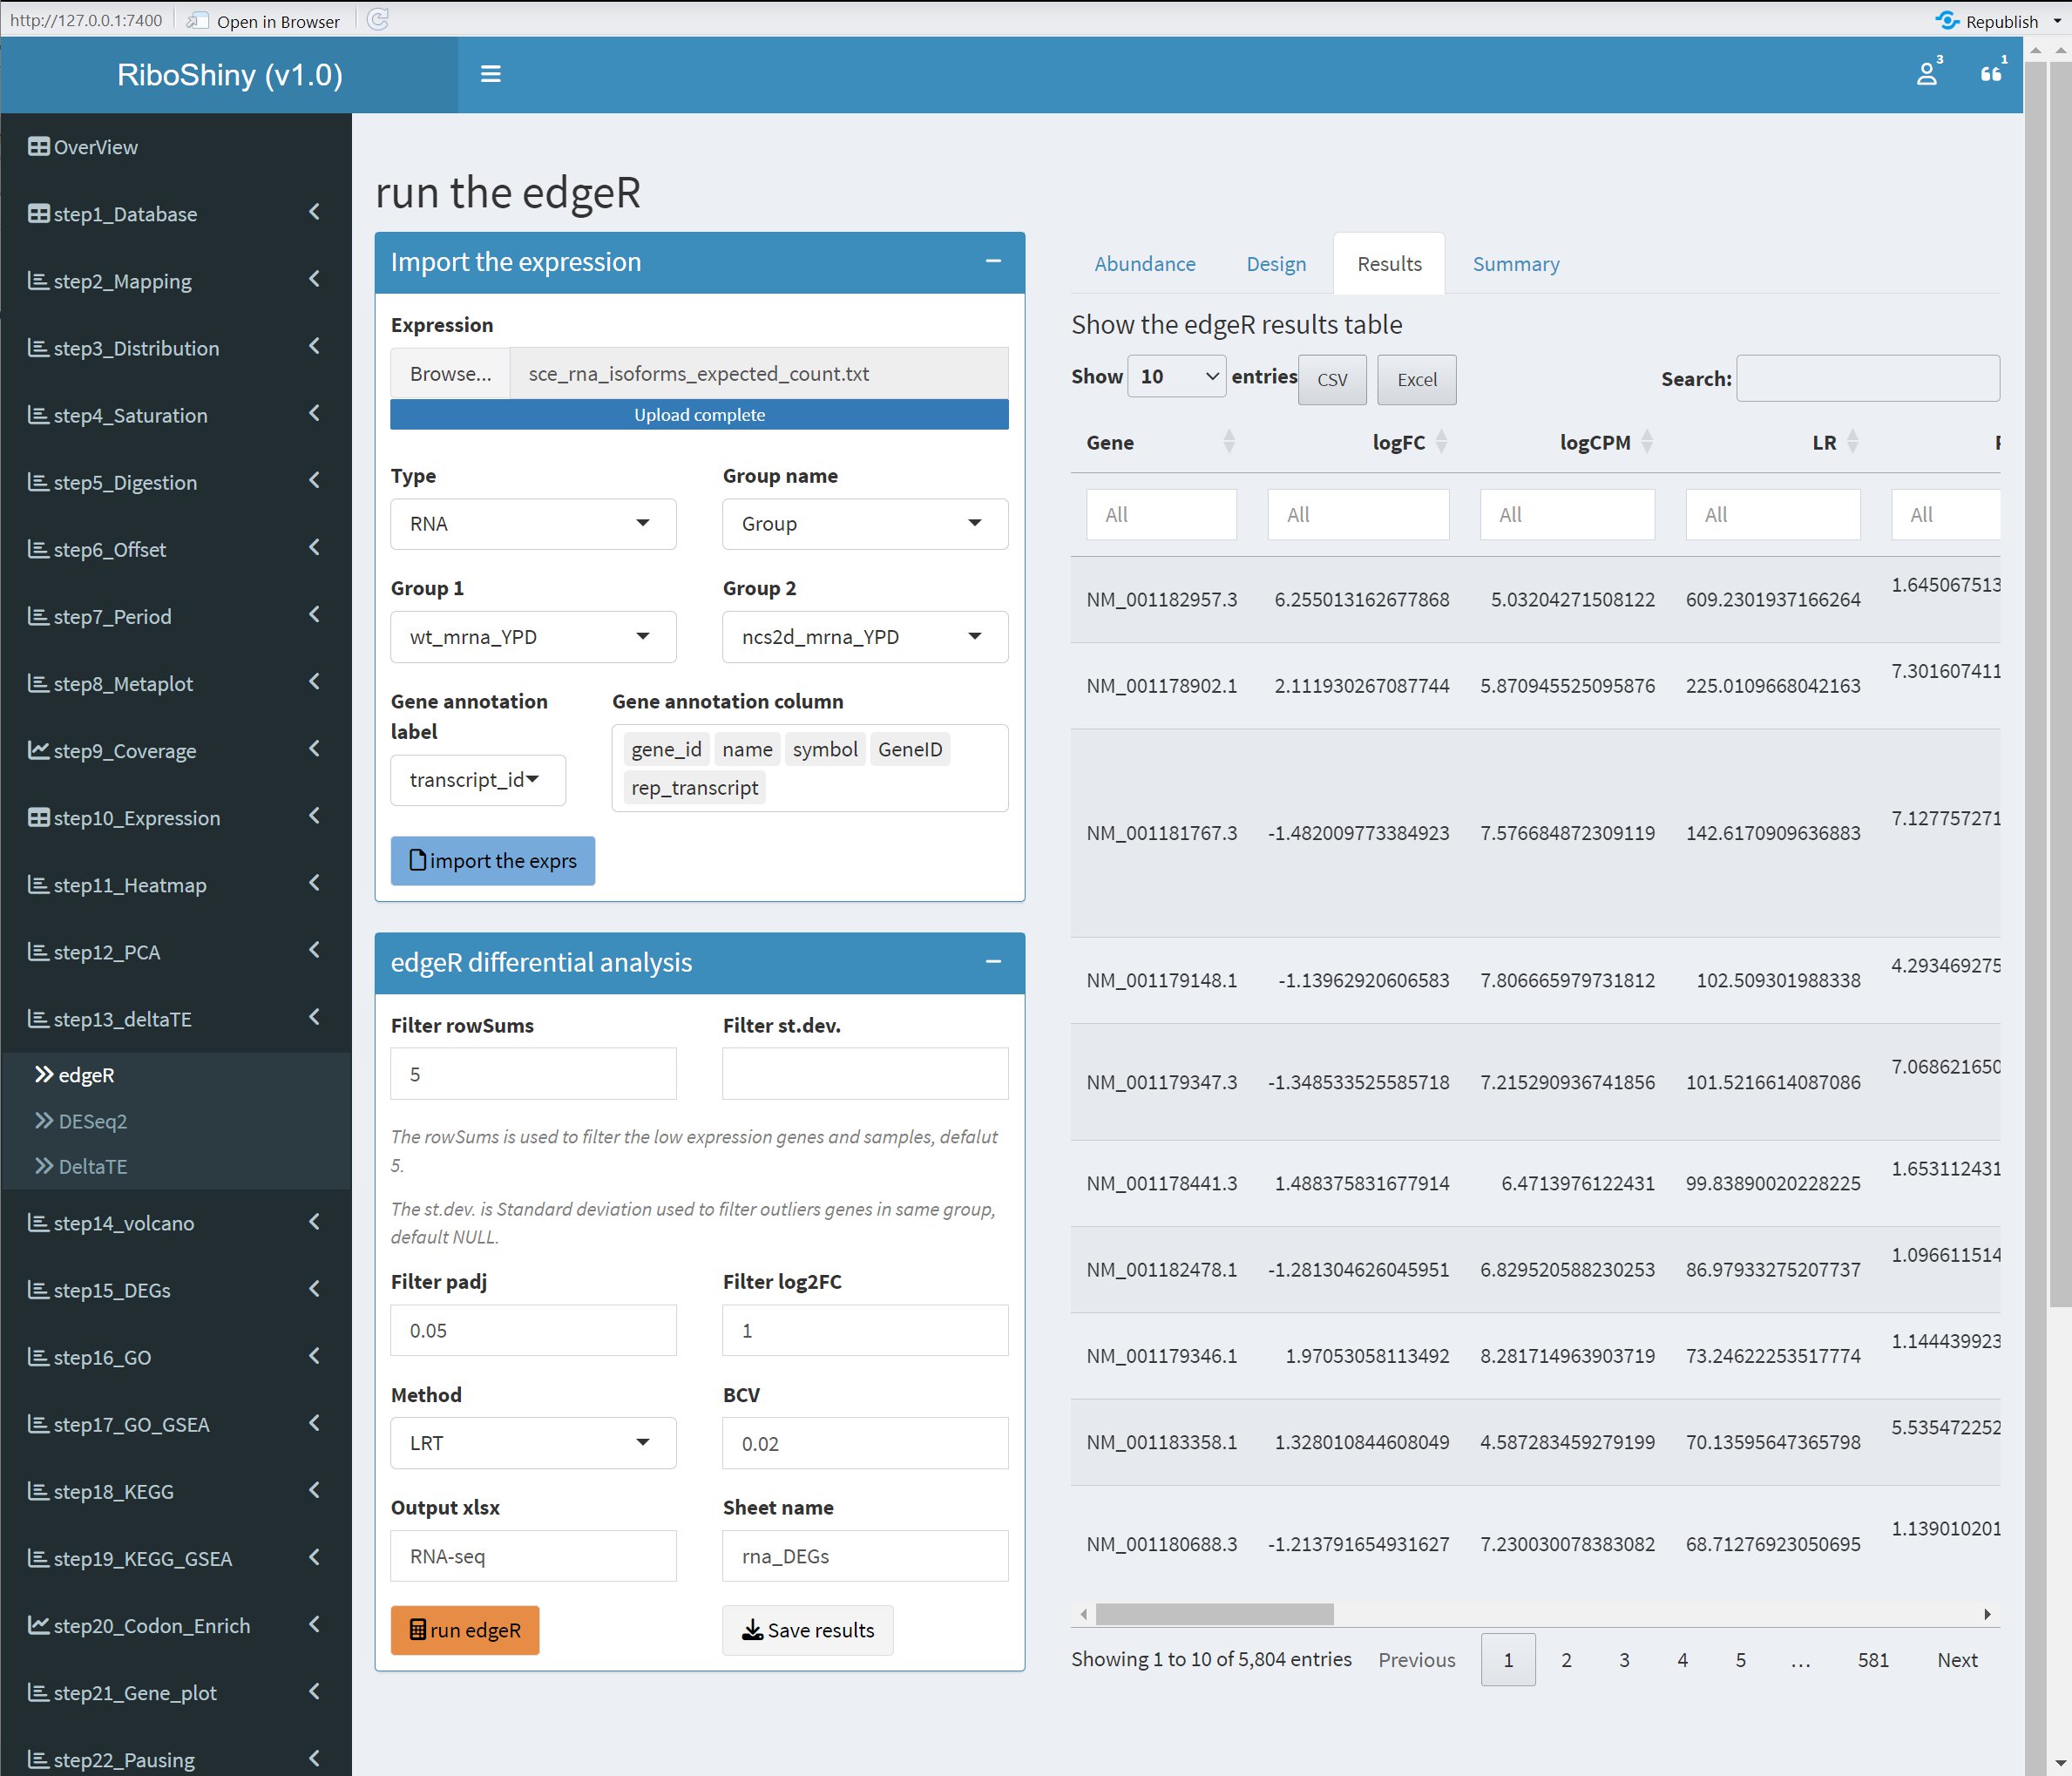 http://127.0.0.1:7400 Open in Browser Republish
RiboShiny (v1.0) 3 1
OverView
step1_Database
step2_Mapping
step3_Distribution
step4_Saturation
step5_Digestion
step6_Offset
step7_Period
step8_Metaplot
step9_Coverage
step10_Expression
step11_Heatmap
step12_PCA
step13_deltaTE
edgeR
DESeq2
DeltaTE
step14_volcano
step15_DEGs
step16_GO
step17_GO_GSEA
step18_KEGG
step19_KEGG_GSEA
step20_Codon_Enrich
step21_Gene_plot
step22_Pausing
run the edgeR
Import the expression
Expression
Browse... sce_rna_isoforms_expected_count.txt
Upload complete
Type Group name
RNA Group
Group 1 Group 2
wt_mrna_YPD ncs2d_mrna_YPD
Gene annotation label Gene annotation column
transcript_id gene_id name symbol GeneID
rep_transcript
import the exprs
edgeR differential analysis
Filter rowSums Filter st.dev.
5
The rowSums is used to filter the low expression genes and samples, defalut
5.
The st.dev. is Standard deviation used to filter outliers genes in same group,
default NULL.
Filter padj Filter log2FC
0.05 1
Method BCV
LRT 0.02
Output xlsx Sheet name
RNA-seq rna_DEGs
run edgeR Save results
Abundance Design Results Summary
Show the edgeR results table
Show 10 entries CSV Excel Search:
Gene logFC logCPM LR
All All All All All
NM_001182957.3 6.255013162677868 5.03204271508122 609.2301937166264 1.645067513
NM_001178902.1 2.111930267087744 5.870945525095876 225.0109668042163 7.301607411
NM_001181767.3 -1.482009773384923 7.576684872309119 142.6170909636883 7.127757271
NM_001179148.1 -1.13962920606583 7.806665979731812 102.509301988338 4.293469275
NM_001179347.3 -1.348533525585718 7.215290936741856 101.5216614087086 7.068621650
NM_001178441.3 1.488375831677914 6.4713976122431 99.83890020228225 1.653112431
NM_001182478.1 -1.281304626045951 6.829520588230253 86.97933275207737 1.096611514
NM_001179346.1 1.97053058113492 8.281714963903719 73.24622253517774 1.144439923
NM_001183358.1 1.328010844608049 4.587283459279199 70.13595647365798 5.535472252
NM_001180688.3 -1.213791654931627 7.230030078383082 68.71276923050695 1.139010201
Showing 1 to 10 of 5,804 entries Previous 1 2 3 4 5 … 581 Next